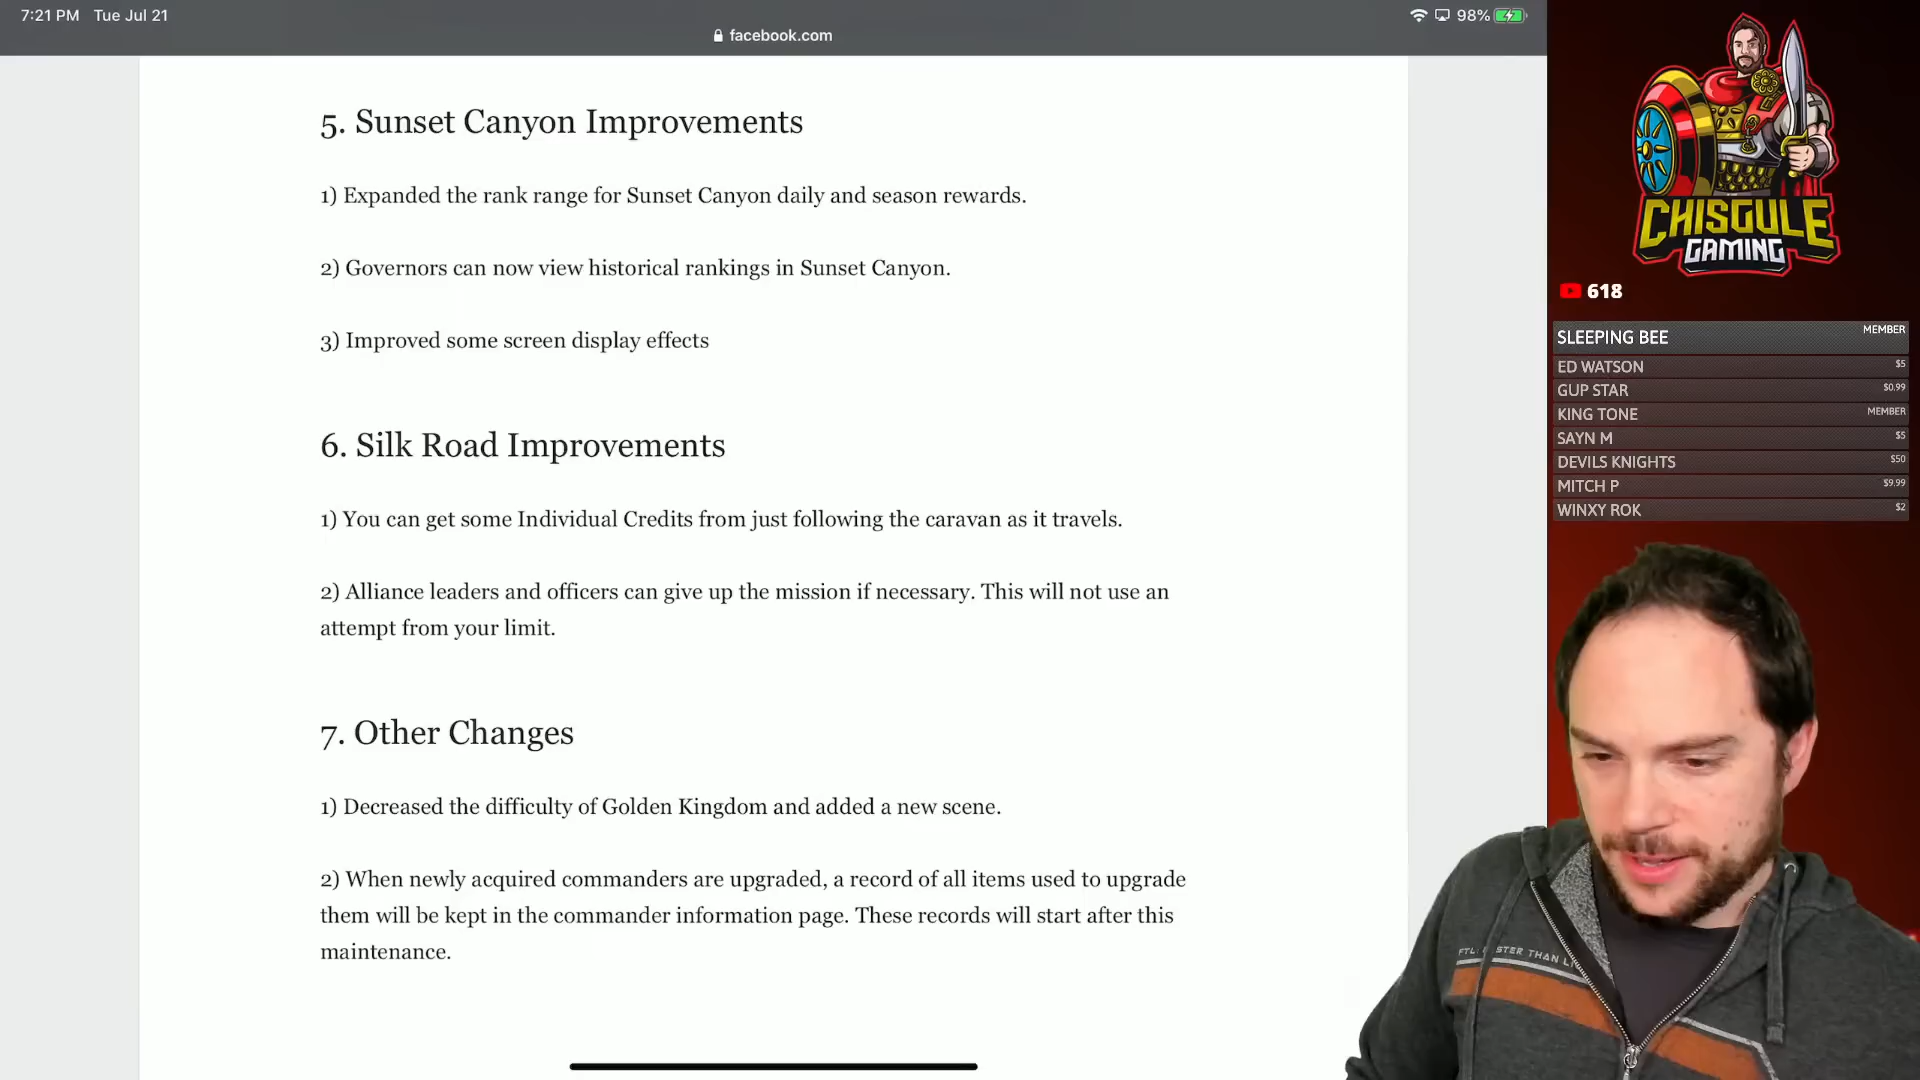 7:21 PM Tue Jul 21
98%
facebook.com
5. Sunset Canyon Improvements
1) Expanded the rank range for Sunset Canyon daily and season rewards.
2) Governors can now view historical rankings in Sunset Canyon.
3) Improved some screen display effects
6. Silk Road Improvements
1) You can get some Individual Credits from just following the caravan as it travels.
2) Alliance leaders and officers can give up the mission if necessary. This will not use an
attempt from your limit.
7. Other Changes
1) Decreased the difficulty of Golden Kingdom and added a new scene.
2) When newly acquired commanders are upgraded, a record of all items used to upgrade
them will be kept in the commander information page. These records will start after this
maintenance.
CHISGULE
GAMING
618
SLEEPING BEE MEMBER
ED WATSON $5
GUP STAR $0.99
KING TONE MEMBER
SAYN M $5
DEVILS KNIGHTS $50
MITCH P $9.99
WINXY ROK $2
FTL: THAN